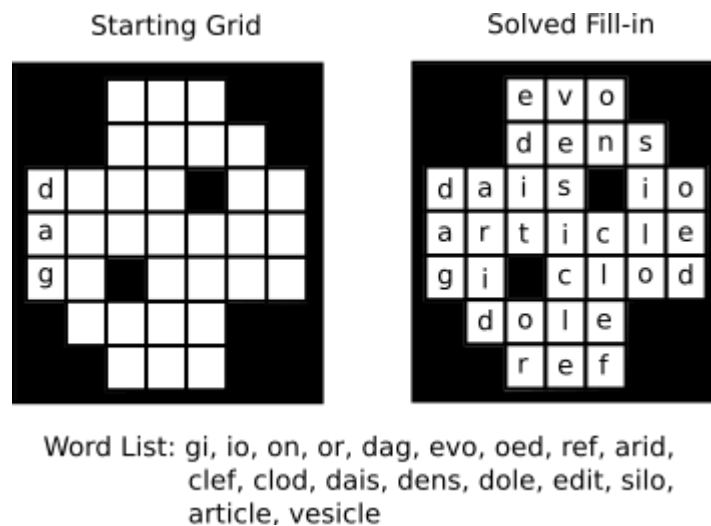 Starting Grid
d
a
g
Solved Fill-in
e v o
d e n s
d a i s i o
a r t i c l e
g i c l o d
d o l e
r e f
Word List: gi, io, on, or, dag, evo, oed, ref, arid,
clef, clod, dais, dens, dole, edit, silo,
article, vesicle